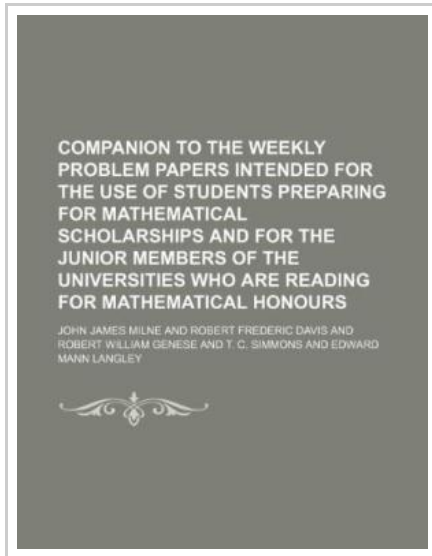 COMPANION TO THE WEEKLY
PROBLEM PAPERS INTENDED FOR
THE USE OF STUDENTS PREPARING
FOR MATHEMATICAL
SCHOLARSHIPS AND FOR THE
JUNIOR MEMBERS OF THE
UNIVERSITIES WHO ARE READING
FOR MATHEMATICAL HONOURS
JOHN JAMES MILNE AND ROBERT FREDERIC DAVIS AND
ROBERT WILLIAM GENESE AND T. C. SIMMONS AND EDWARD
MANN LANGLEY